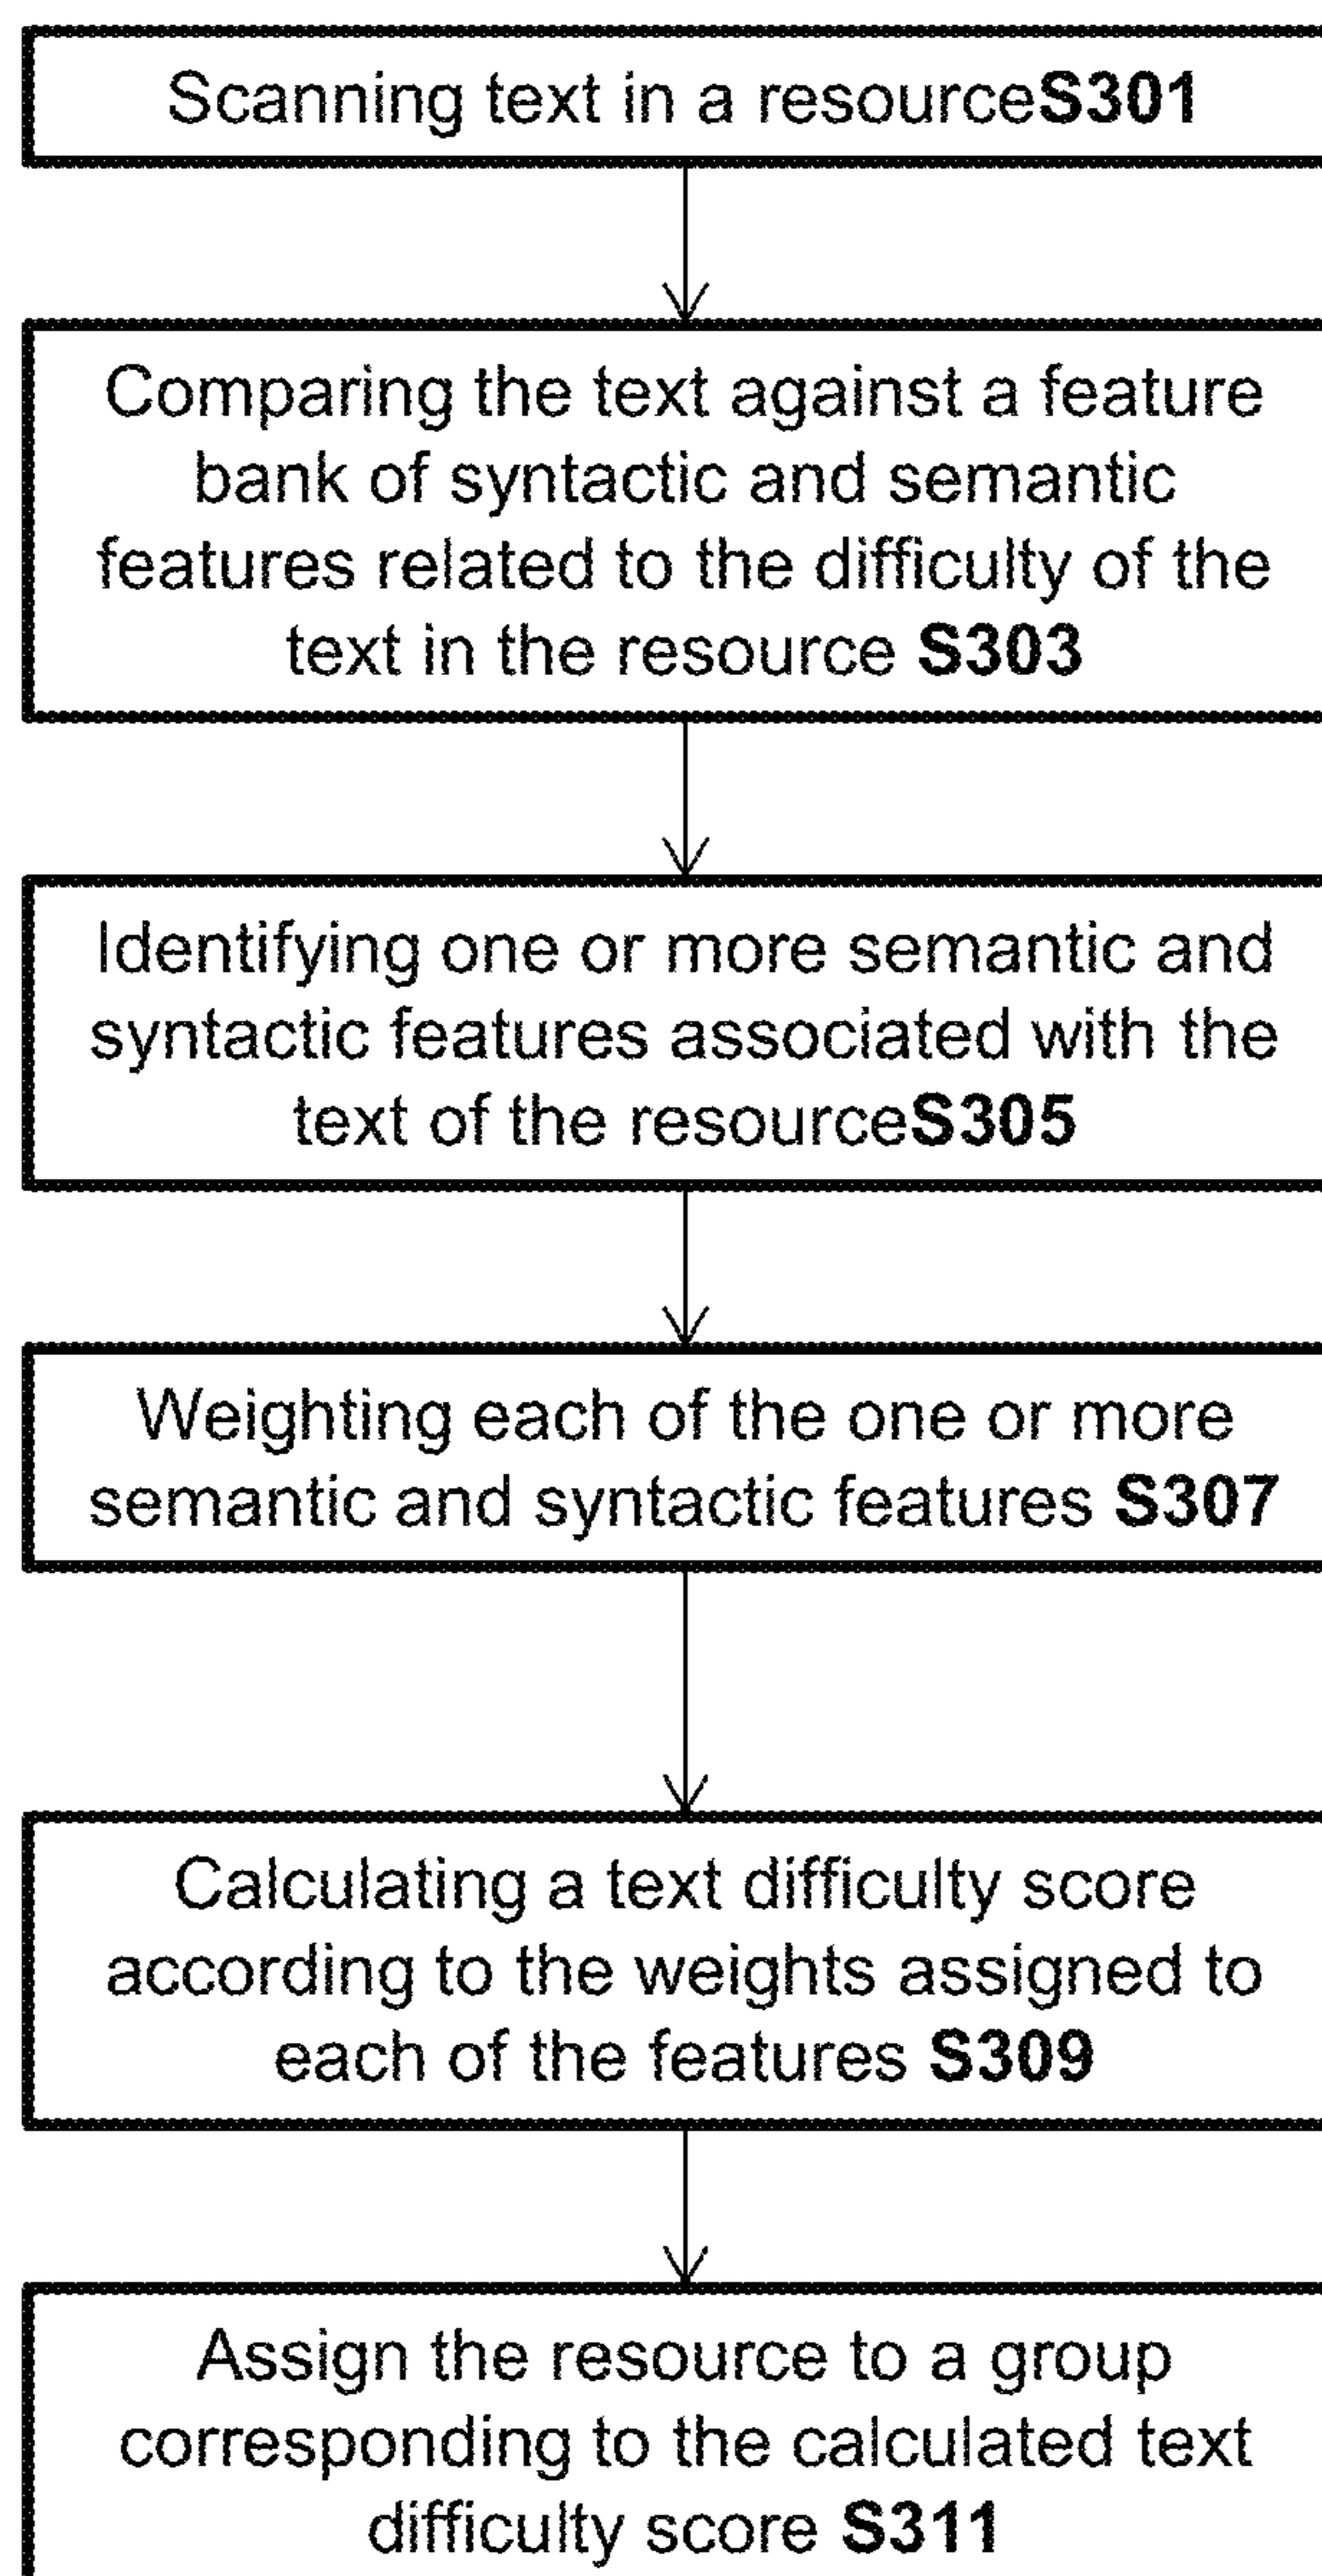 Scanning text in a resourceS301
Comparing the text against a feature
bank of syntactic and semantic
features related to the difficulty of the
text in the resource S303
Identifying one or more semantic and
syntactic features associated with the
text of the resourceS305
Weighting each of the one or more
semantic and syntactic features S307
Calculating a text difficulty score
according to the weights assigned to
each of the features S309
Assign the resource to a group
corresponding to the calculated text
difficulty score S311